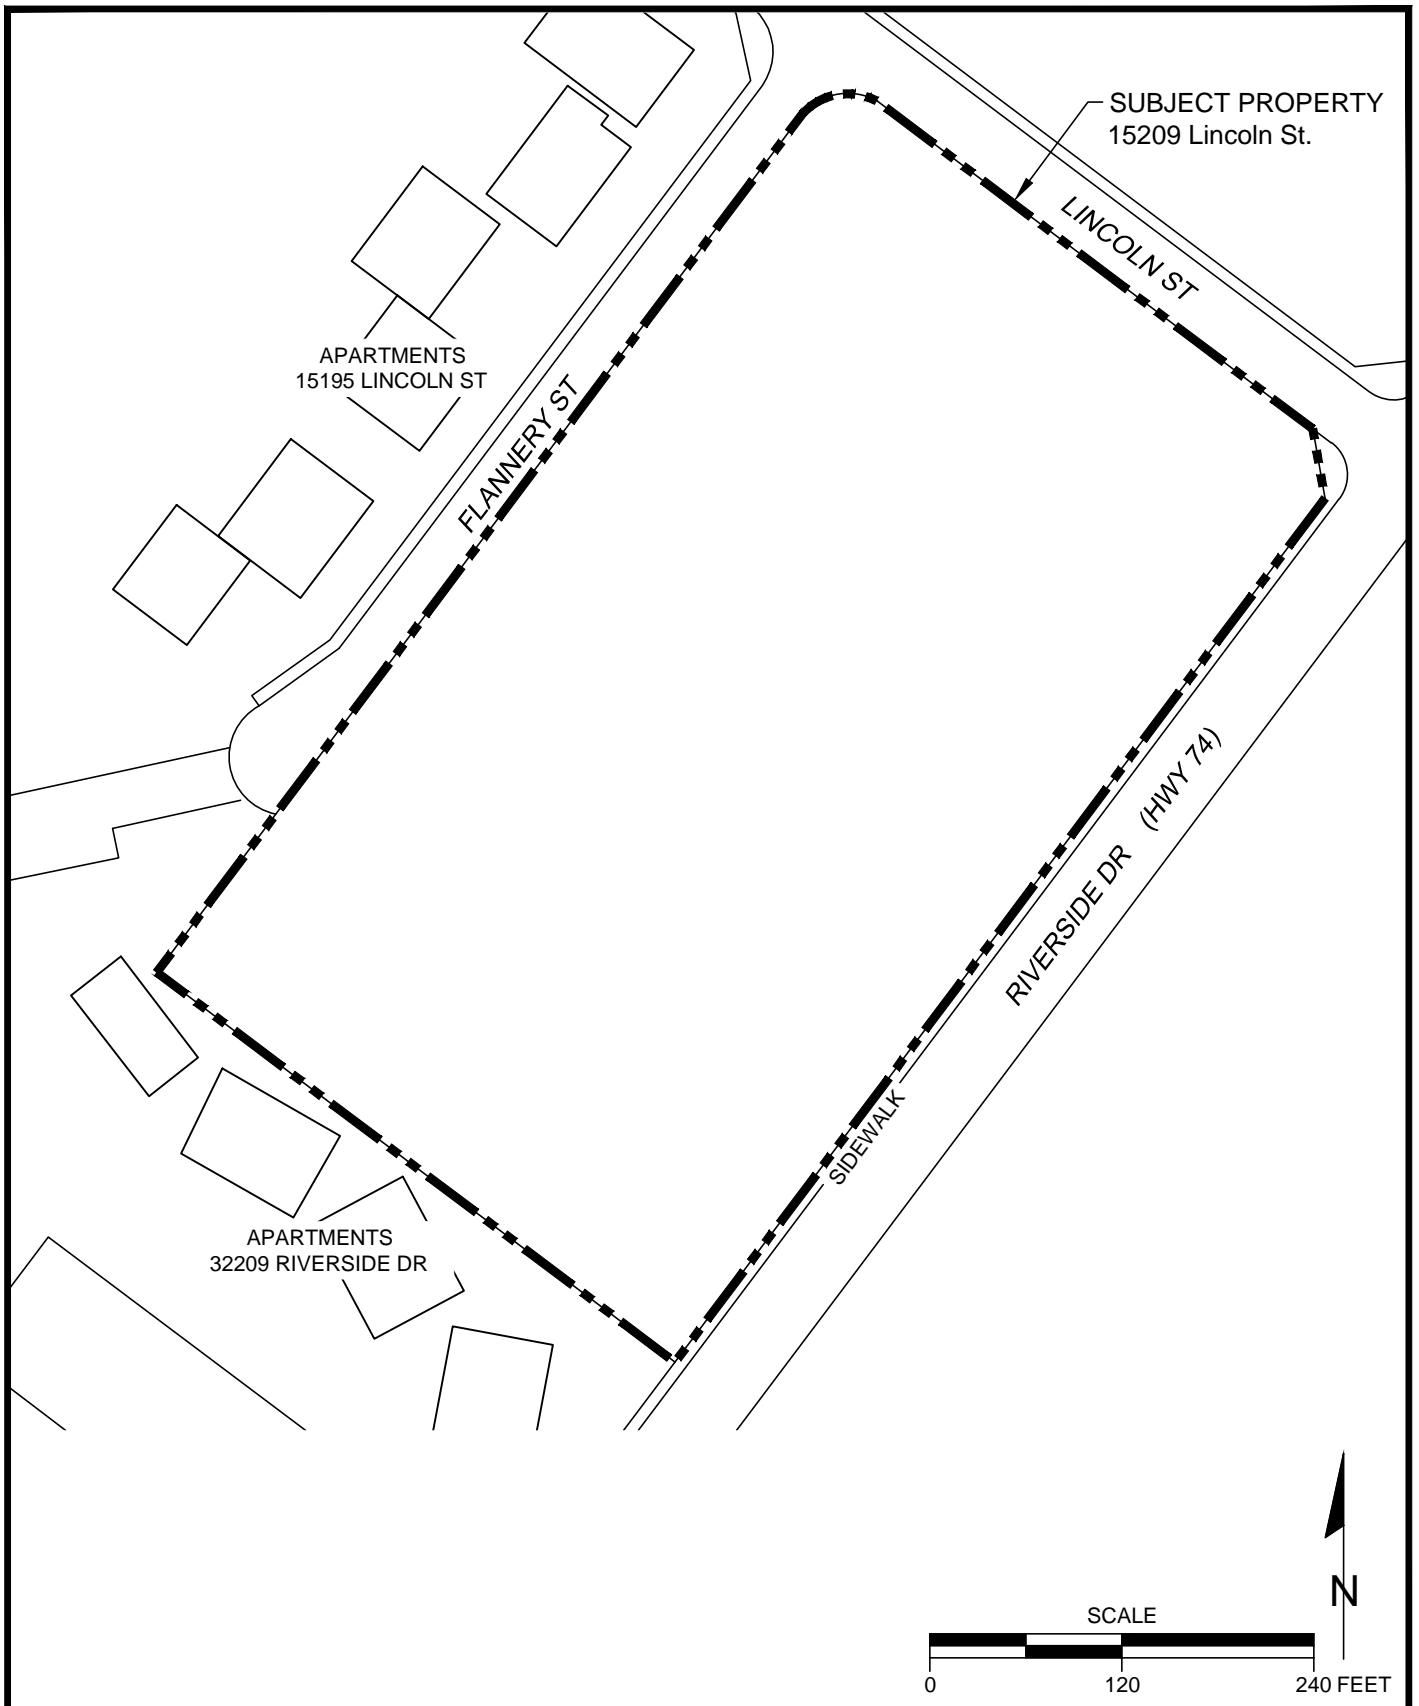 SUBJECT PROPERTY
15209 Lincoln St.
LINCOLN ST
APARTMENTS
15195 LINCOLN ST
FLANNERY ST
RIVERSIDE DR (HWY 74)
SIDEWALK
APARTMENTS
32209 RIVERSIDE DR
N
SCALE
0 120 240 FEET